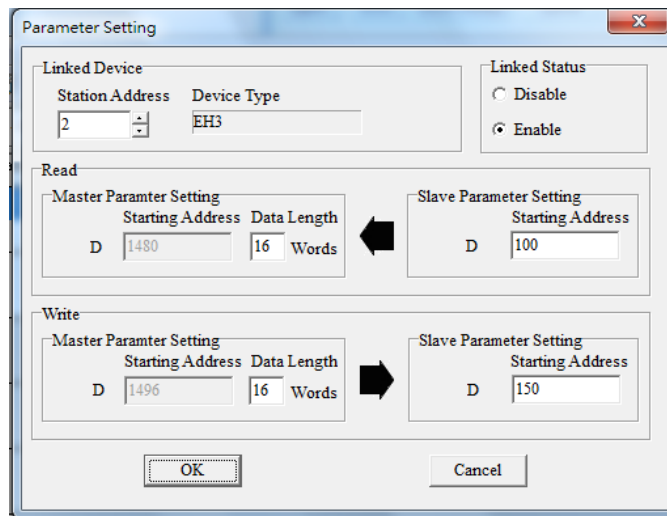 Parameter Setting
Linked Device
Station Address Device Type
2 EH3
Linked Status
Disable
Enable
Read
Master Paramter Setting
Starting Address Data Length
D 1480 16 Words
Slave Parameter Setting
Starting Address
D 100
Write
Master Paramter Setting
Starting Address Data Length
D 1496 16 Words
Slave Parameter Setting
Starting Address
D 150
OK Cancel